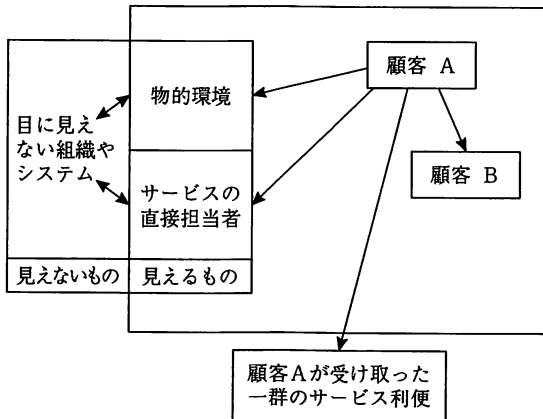 目に見え
ない組織や
システム
物的環境
サービスの
直接担当者
見えないもの
見えるもの
顧客 A
顧客 B
顧客Aが受け取った
一群のサービス利便